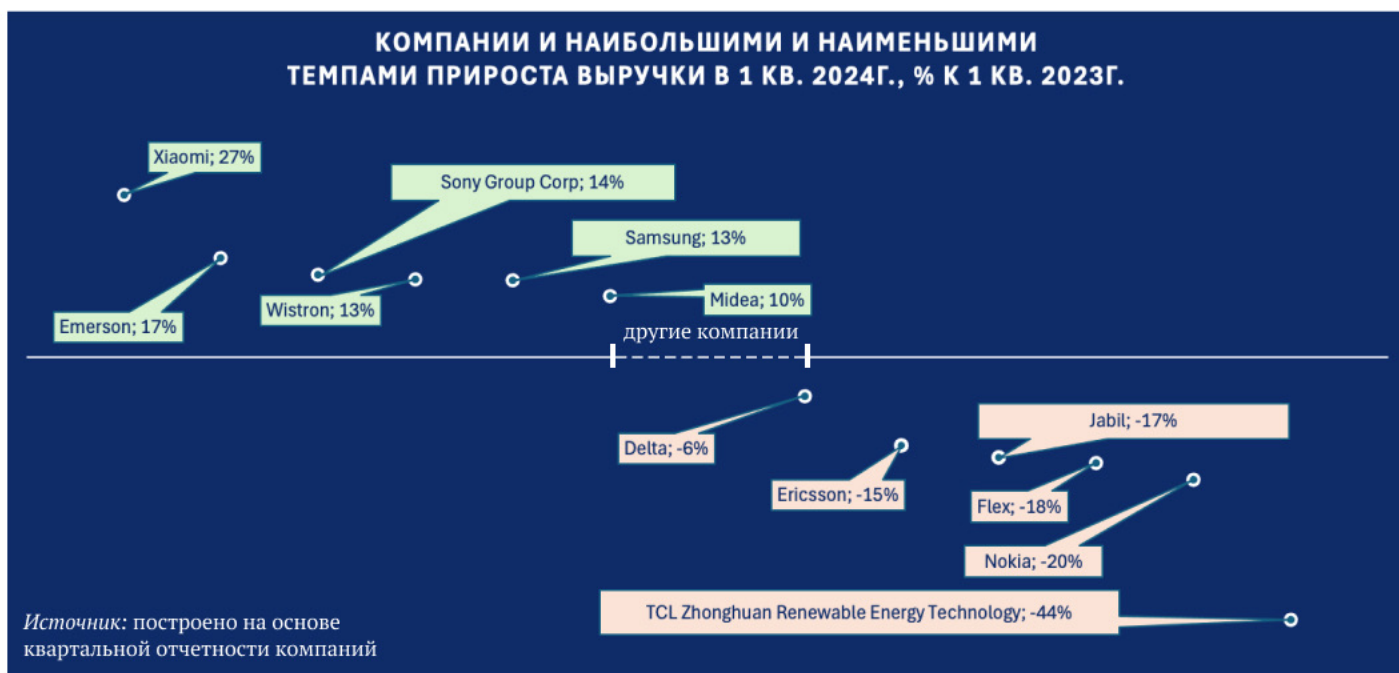 КОМПАНИИ И НАИБОЛЬШИМИ И НАИМЕНЬШИМИ
ТЕМПАМИ ПРИРОСТА ВЫРУЧКИ В 1 КВ. 2024Г., % К 1 КВ. 2023Г.
Xiaomi; 27%
Sony Group Corp; 14%
Samsung; 13%
Emerson; 17%
Wistron; 13%
Midea; 10%
другие компании
Delta; -6%
Jabil; -17%
Ericsson; -15%
Flex; -18%
Nokia; -20%
TCL Zhonghuan Renewable Energy Technology; -44%
Источник: построено на основе
квартальной отчетности компаний